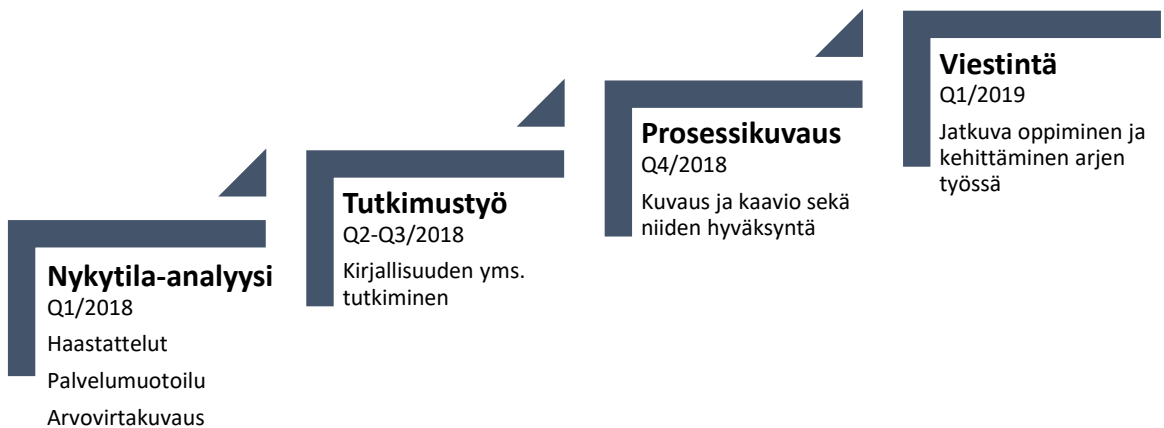 Nykytila-analyysi
Q1/2018
Haastattelut
Palvelumuotoilu
Arvovirtakuvaus
Tutkimustyö
Q2-Q3/2018
Kirjallisuuden yms.
tutkiminen
Prosessikuvaus
Q4/2018
Kuvaus ja kaavio sekä
niiden hyväksyntä
Viestintä
Q1/2019
Jatkuva oppiminen ja
kehittäminen arjen
työssä